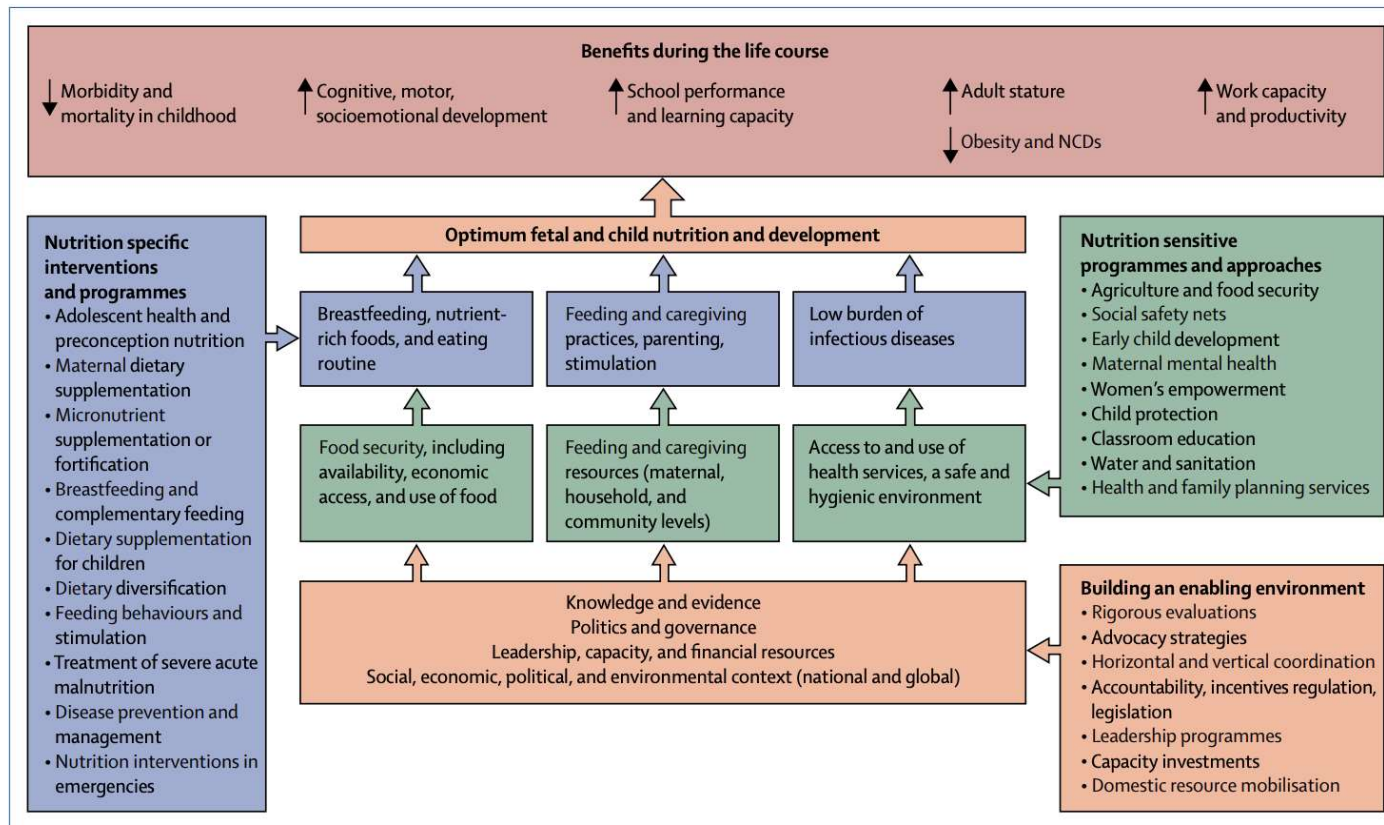 Benefits during the life course
Morbidity and
mortality in childhood
Cognitive, motor,
socioemotional development
School performance
and learning capacity
Adult stature
Obesity and NCDs
Work capacity
and productivity
Nutrition specific
interventions
and programmes
• Adolescent health and
preconception nutrition
• Maternal dietary
supplementation
• Micronutrient
supplementation or
fortification
• Breastfeeding and
complementary feeding
• Dietary supplementation
for children
• Dietary diversification
• Feeding behaviours and
stimulation
• Treatment of severe acute
malnutrition
• Disease prevention and
management
• Nutrition interventions in
emergencies
Optimum fetal and child nutrition and development
Breastfeeding, nutrient-
rich foods, and eating
routine
Feeding and caregiving
practices, parenting,
stimulation
Low burden of
infectious diseases
Food security, including
availability, economic
access, and use of food
Feeding and caregiving
resources (maternal,
household, and
community levels)
Access to and use of
health services, a safe and
hygienic environment
Knowledge and evidence
Politics and governance
Leadership, capacity, and financial resources
Social, economic, political, and environmental context (national and global)
Nutrition sensitive
programmes and approaches
• Agriculture and food security
• Social safety nets
• Early child development
• Maternal mental health
• Women's empowerment
• Child protection
• Classroom education
• Water and sanitation
• Health and family planning services
Building an enabling environment
• Rigorous evaluations
• Advocacy strategies
• Horizontal and vertical coordination
• Accountability, incentives regulation,
legislation
• Leadership programmes
• Capacity investments
• Domestic resource mobilisation